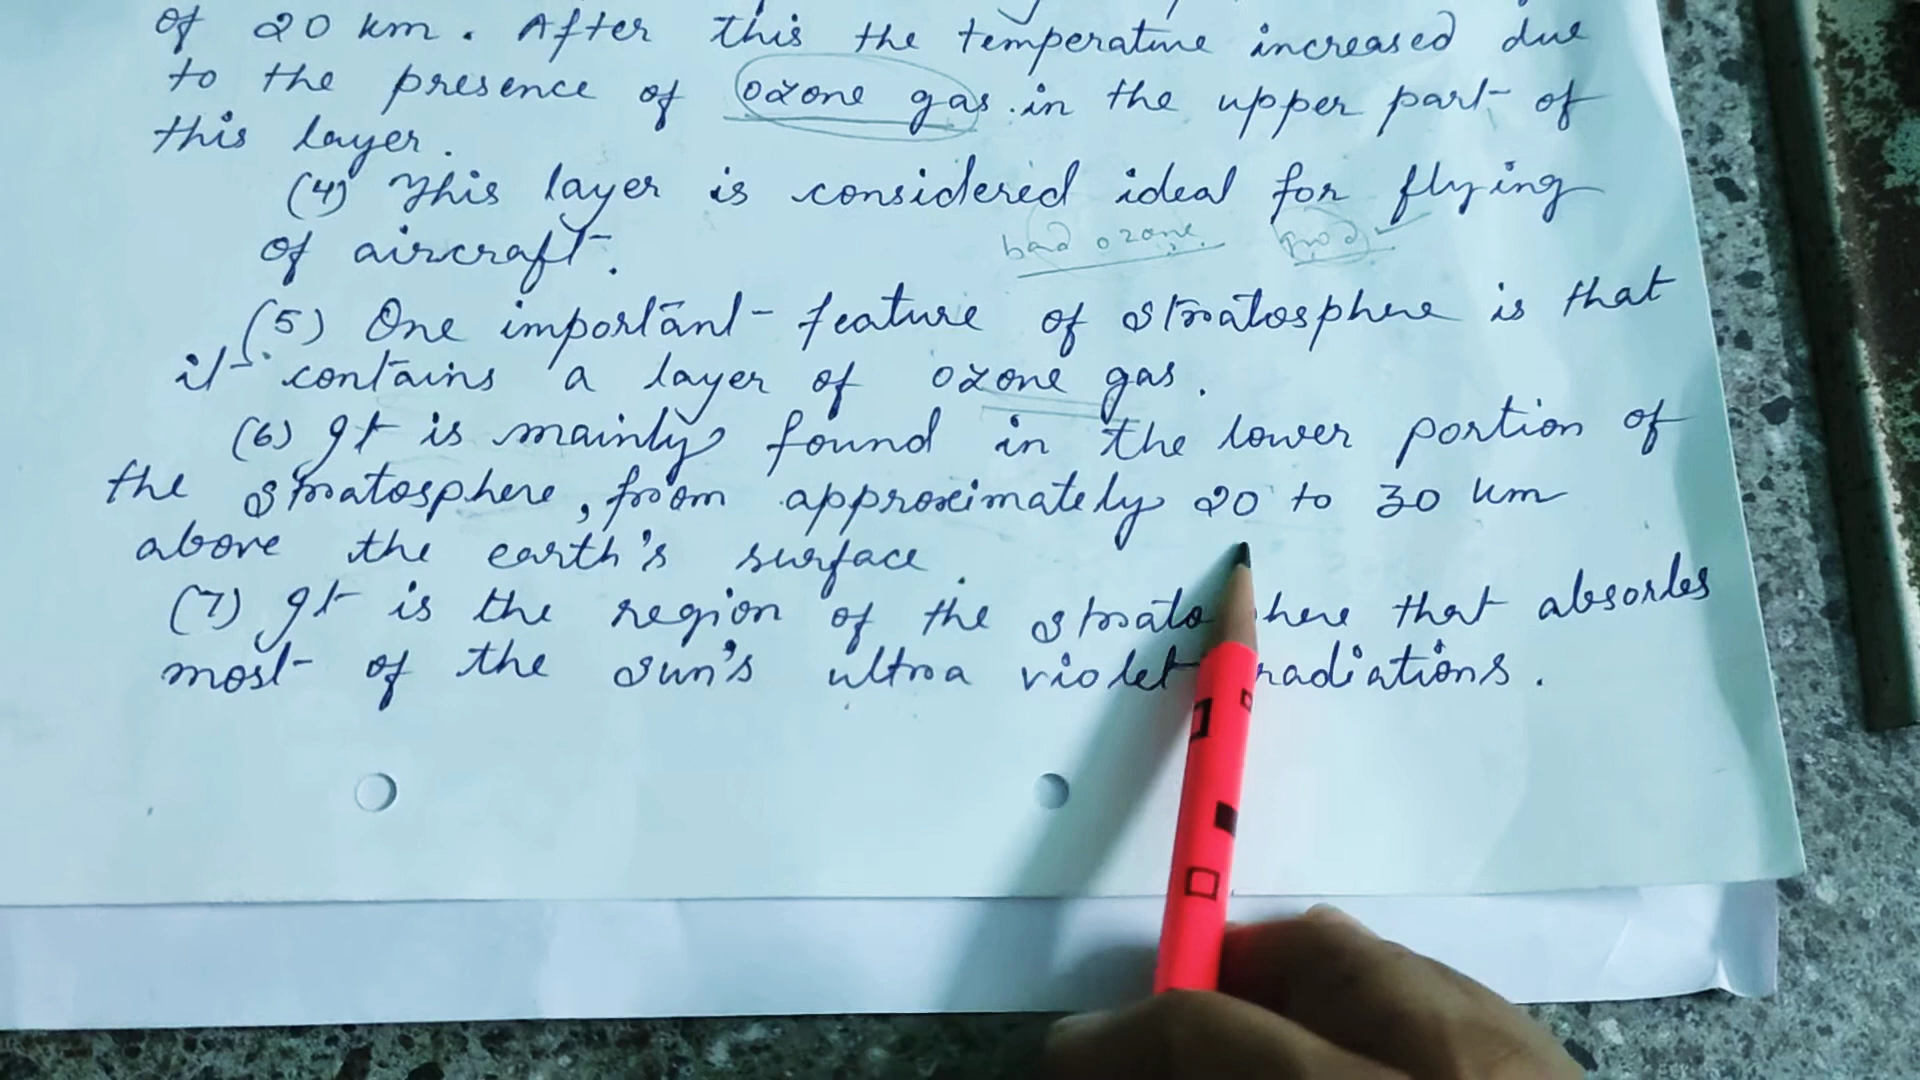 of 20 km. After this the temperature increased due
to the presence of ozone gas in the upper part of
this layer.
(4) This layer is considered ideal for flying
of aircraft.
bad ozone good
(5) One important feature of stratosphere is that
it contains a layer of ozone gas.
(6) It is mainly found in the lower portion of
the stratosphere, from approximately 20 to 30 km
above the earth's surface.
(7) It is the region of the strato here that absorbs
most of the sun's ultra violet radiations.